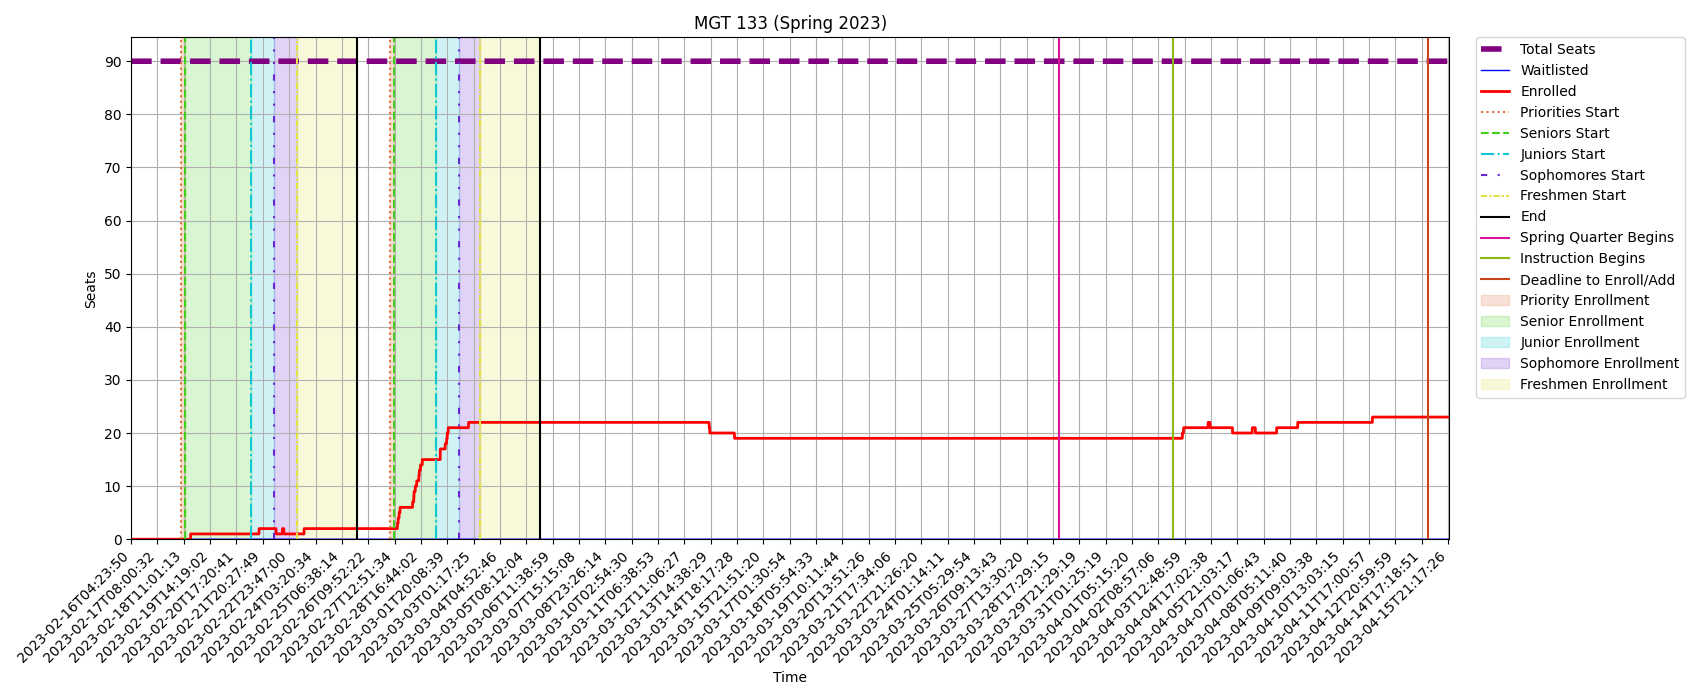 MGT 133 (Spring 2023)
90
80
70
60
50
40
30
20
10
0
Seats
2023-02-16T04:23:50
2023-02-17T08:00:32
2023-02-18T11:01:13
2023-02-19T14:19:02
2023-02-20T17:20:41
2023-02-21T20:27:49
2023-02-22T23:47:00
2023-02-24T03:20:34
2023-02-25T06:38:14
2023-02-26T09:52:22
2023-02-27T12:51:34
2023-02-28T16:44:02
2023-03-01T20:08:39
2023-03-03T01:17:25
2023-03-04T04:52:46
2023-03-05T08:12:04
2023-03-06T11:38:59
2023-03-07T15:15:08
2023-03-08T23:26:14
2023-03-10T02:54:30
2023-03-11T06:38:53
2023-03-12T11:06:27
2023-03-13T14:38:29
2023-03-14T18:17:28
2023-03-15T21:51:20
2023-03-17T01:30:54
2023-03-18T05:54:33
2023-03-19T10:11:44
2023-03-20T13:51:26
2023-03-21T17:34:06
2023-03-22T21:26:20
2023-03-24T01:14:11
2023-03-25T05:29:54
2023-03-26T09:13:43
2023-03-27T13:30:20
2023-03-28T17:29:15
2023-03-29T21:29:19
2023-03-31T01:25:19
2023-04-01T05:15:20
2023-04-02T08:57:06
2023-04-03T12:48:59
2023-04-04T17:02:38
2023-04-05T21:03:17
2023-04-07T01:06:43
2023-04-08T05:11:40
2023-04-09T09:03:38
2023-04-10T13:03:15
2023-04-11T17:00:57
2023-04-12T20:59:59
2023-04-14T17:18:51
2023-04-15T21:17:26
Time
Total Seats
Waitlisted
Enrolled
Priorities Start
Seniors Start
Juniors Start
Sophomores Start
Freshmen Start
End
Spring Quarter Begins
Instruction Begins
Deadline to Enroll/Add
Priority Enrollment
Senior Enrollment
Junior Enrollment
Sophomore Enrollment
Freshmen Enrollment